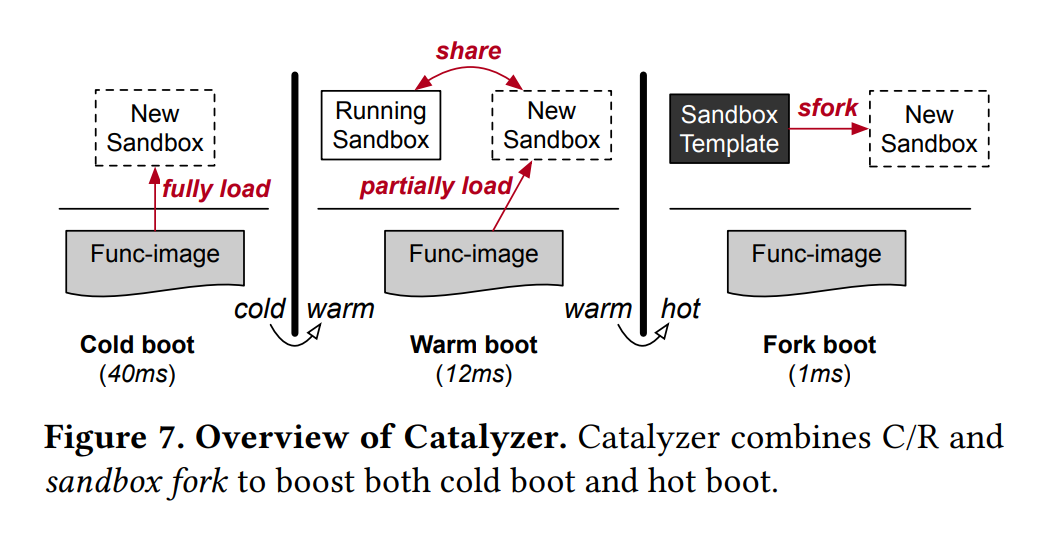 share
New
Sandbox
Running
Sandbox
New
Sandbox
Sandbox
Template
sfork
New
Sandbox
fully load
partially load
Func-image
Func-image
Func-image
cold
warm
warm
hot
Cold boot
(40ms)
Warm boot
(12ms)
Fork boot
(1ms)
Figure 7. Overview of Catalyzer. Catalyzer combines C/R and
sandbox fork to boost both cold boot and hot boot.